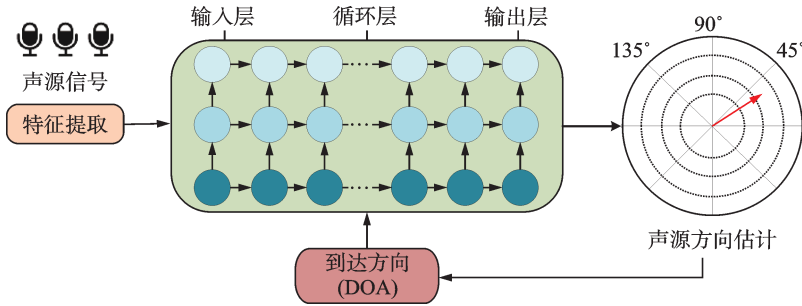 输入层 循环层 输出层
90°
135° 45°
声源信号
特征提取
声源方向估计
到达方向
(DOA)